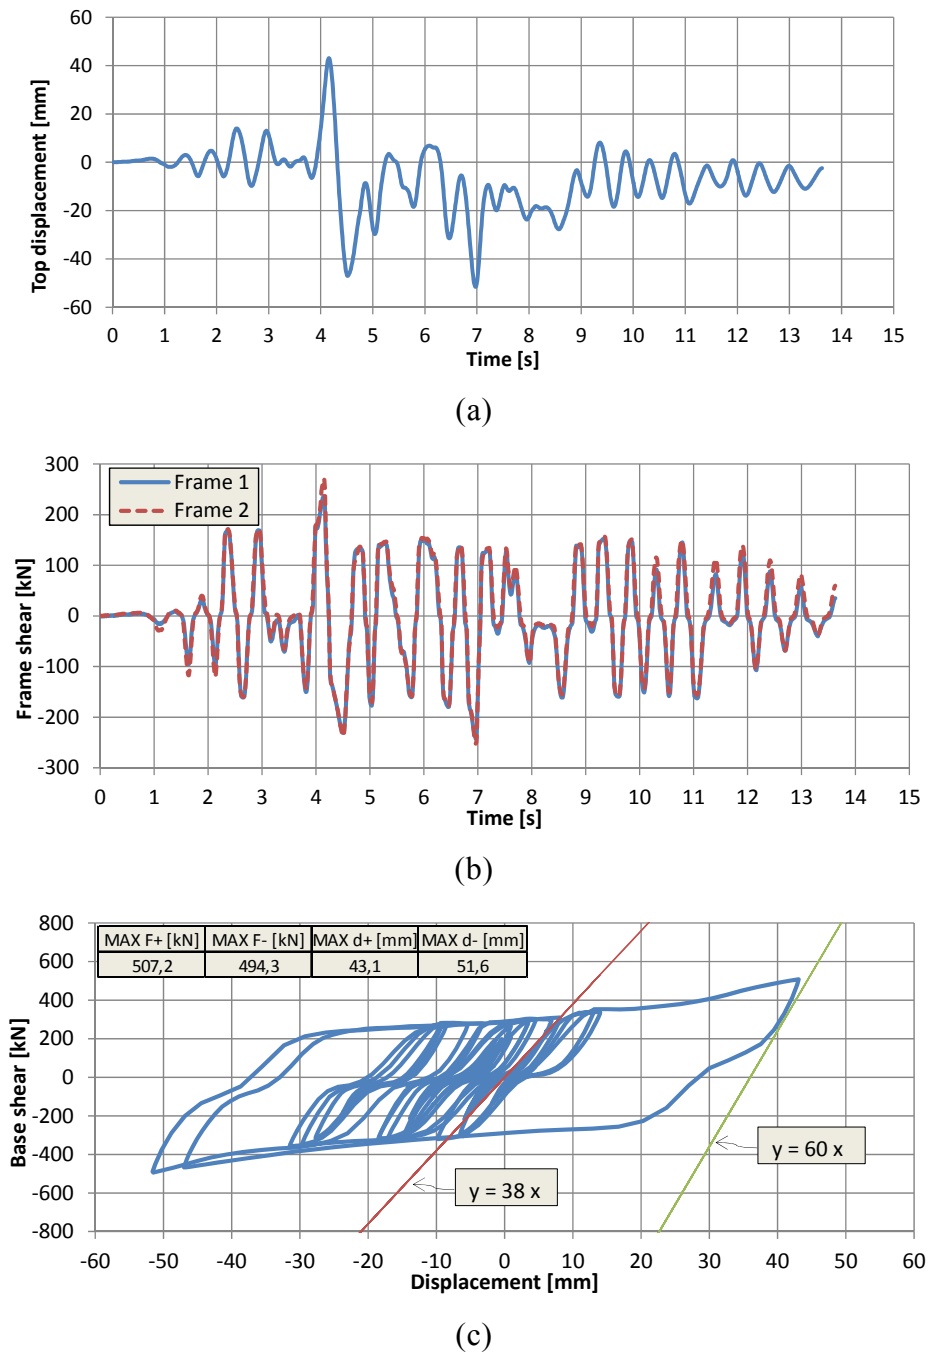 60
40
20
0
-20
-40
-60
Top displacement [mm]
0 1 2 3 4 5 6 7 8 9 10 11 12 13 14 15
Time [s]
(a)
300
200
100
0
-100
-200
-300
Frame shear [kN]
Frame 1
Frame 2
0 1 2 3 4 5 6 7 8 9 10 11 12 13 14 15
Time [s]
(b)
800
600
400
200
0
-200
-400
-600
-800
Base shear [kN]
MAX F+ [kN] MAX F- [kN] MAX d+ [mm] MAX d- [mm]
507,2 494,3 43,1 51,6
y = 60 x
y = 38 x
-60 -50 -40 -30 -20 -10 0 10 20 30 40 50 60
Displacement [mm]
(c)